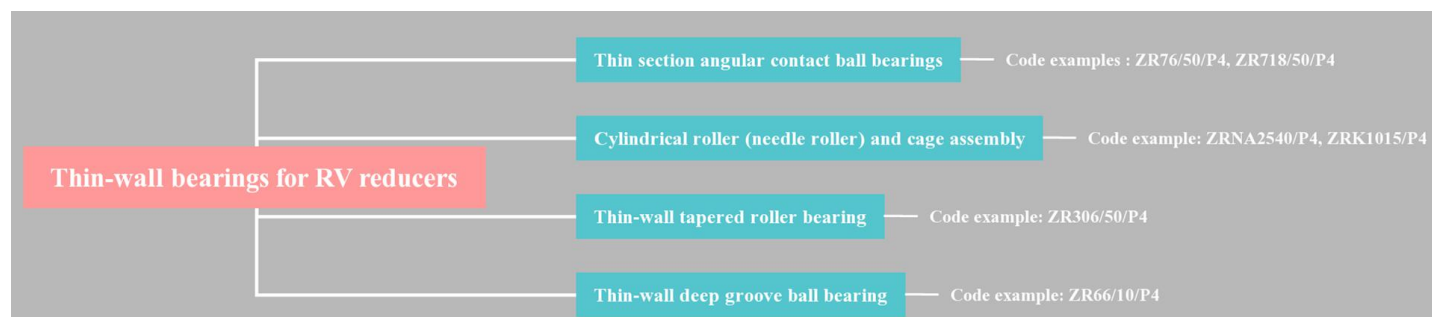 Thin section angular contact ball bearings
Code examples : ZR76/50/P4, ZR718/50/P4
Cylindrical roller (needle roller) and cage assembly
Code example: ZRNA2540/P4, ZRK1015/P4
Thin-wall bearings for RV reducers
Thin-wall tapered roller bearing
Code example: ZR306/50/P4
Thin-wall deep groove ball bearing
Code example: ZR66/10/P4